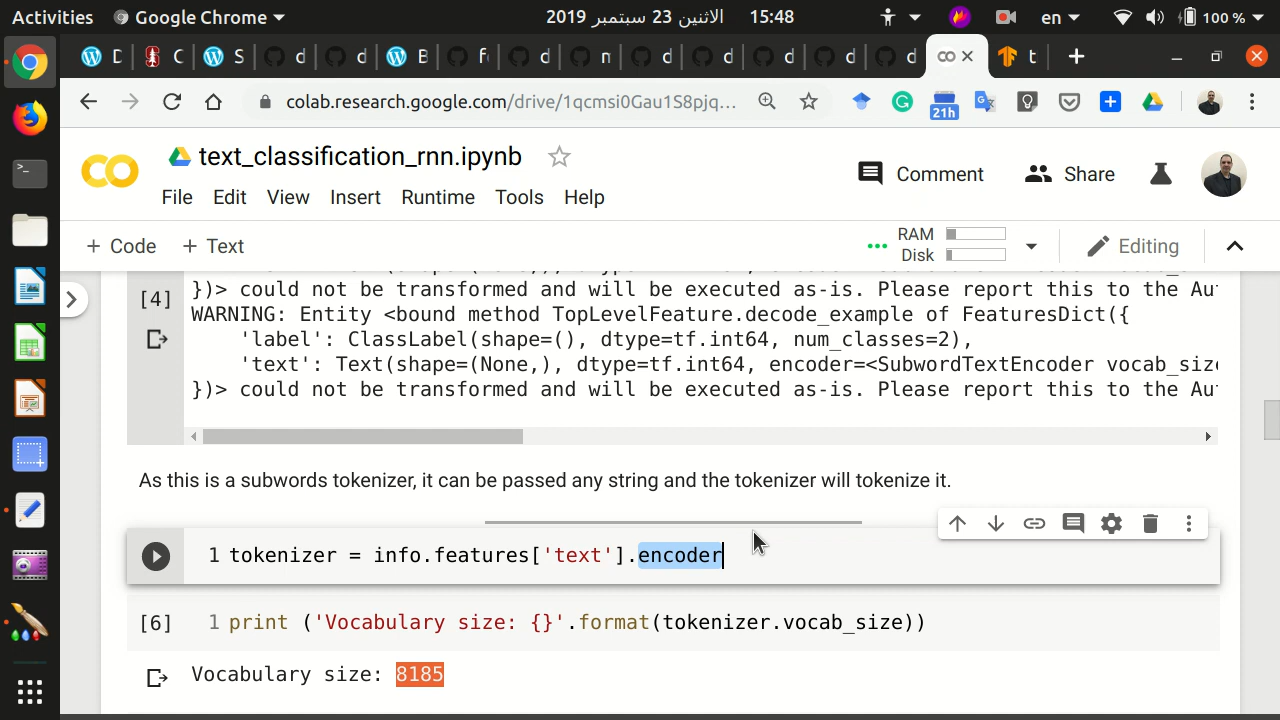 Activities Google Chrome ▾ 2019 الاثنين 23 سبتمبر 15:48 en ▾ 100 % ▾
D C S d d B f d n d d d d d t
colab.research.google.com/drive/1qcmsi0Gau1S8pjq...
21h
text_classification_rnn.ipynb
Comment Share
File Edit View Insert Runtime Tools Help
+ Code + Text RAM Disk Editing
[4] })> could not be transformed and will be executed as-is. Please report this to the Au
WARNING: Entity <bound method TopLevelFeature.decode_example of FeaturesDict({
'label': ClassLabel(shape=(), dtype=tf.int64, num_classes=2),
'text': Text(shape=(None,), dtype=tf.int64, encoder=<SubwordTextEncoder vocab_size
})> could not be transformed and will be executed as-is. Please report this to the Au
As this is a subwords tokenizer, it can be passed any string and the tokenizer will tokenize it.
1 tokenizer = info.features['text'].encoder
[6] 1 print ('Vocabulary size: {}'.format(tokenizer.vocab_size))
Vocabulary size: 8185